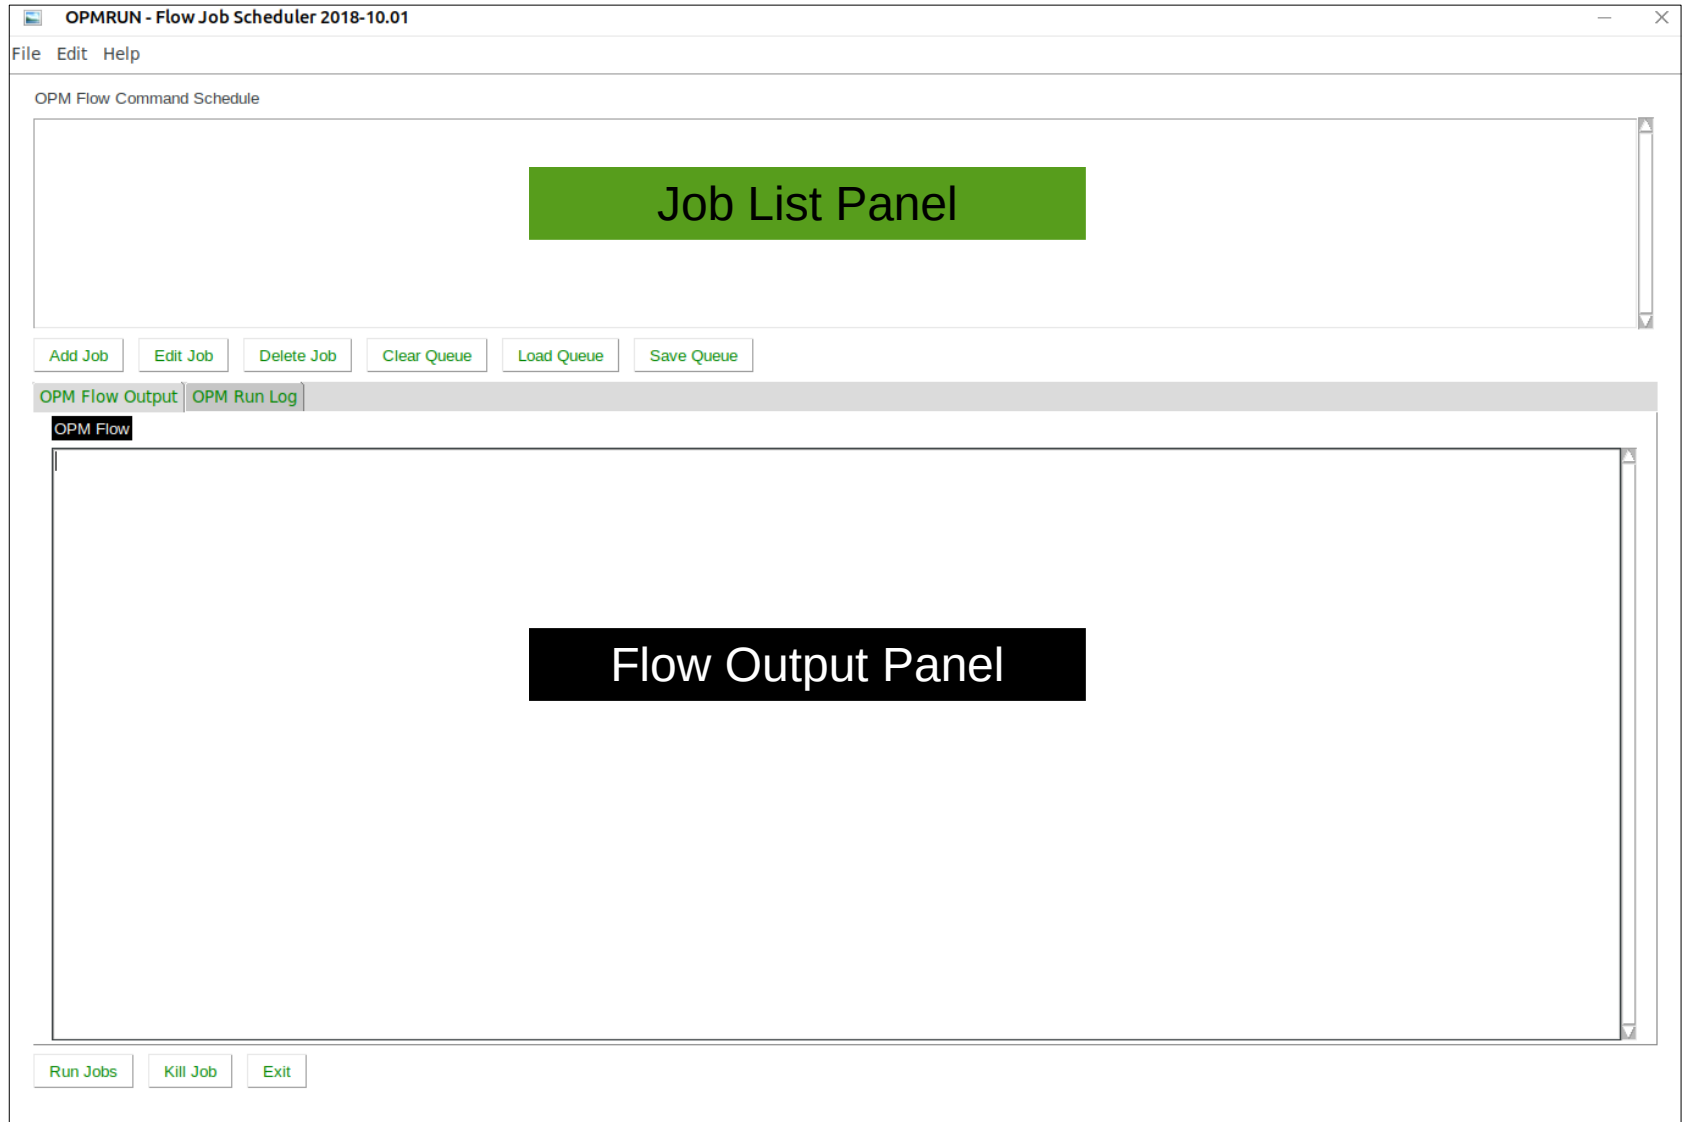 OPMRUN - Flow Job Scheduler 2018-10.01
File Edit Help
OPM Flow Command Schedule
Job List Panel
Add Job Edit Job Delete Job Clear Queue Load Queue Save Queue
OPM Flow Output OPM Run Log
OPM Flow
Flow Output Panel
Run Jobs Kill Job Exit